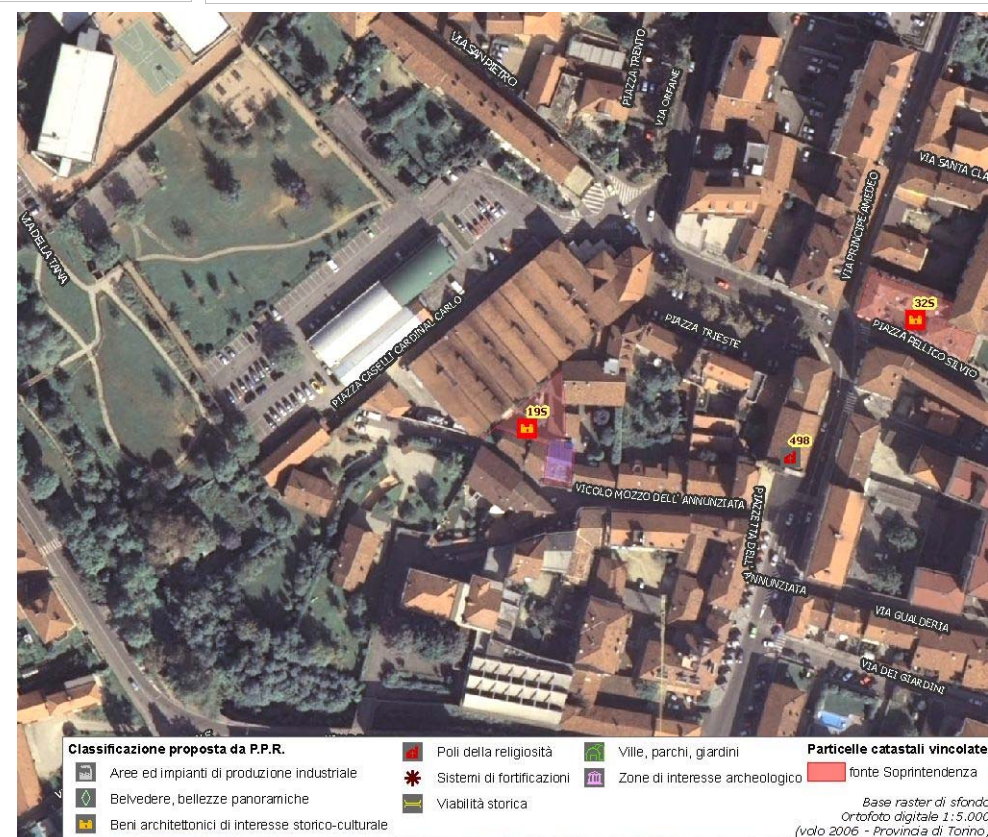 VIA SAN PIETRO
PIAZZA TRENTO
VIA ORFANE
VIA SANTA CLA
VIA PRINCIPE AMEDEO
VIA DELLA TANA
325
PIAZZA PELLICO SILVIO
PIAZZA TRIESTE
PIAZZA CASELLI CARDINAL CARLO
195
498
VICOLO MOZZO DELL' ANNUNZIATA
PIAZZETTA DELL' ANNUNZIATA
VIA GUALDERIA
VIA DEI GIARDINI
Classificazione proposta da P.P.R.
Aree ed impianti di produzione industriale
Belvedere, bellezze panoramiche
Beni architettonici di interesse storico-culturale
Poli della religiosità
Sistemi di fortificazioni
Viabilità storica
Ville, parchi, giardini
Zone di interesse archeologico
Particelle catastali vincolate
fonte Soprintendenza
Base raster di sfondo
Ortofoto digitale 1:5.000
(volo 2006 - Provincia di Torino)